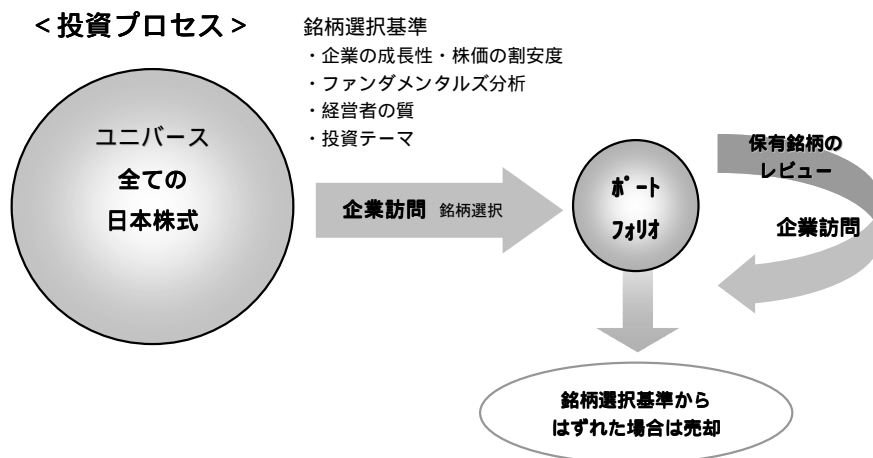 ＜投資プロセス＞
銘柄選択基準
・企業の成長性・株価の割安度
・ファンダメンタルズ分析
・経営者の質
・投資テーマ
ユニバース
全ての
日本株式
企業訪問 銘柄選択
ﾎﾟｰﾄ
ﾌｫﾘｵ
保有銘柄の
レビュー
企業訪問
銘柄選択基準から
はずれた場合は売却